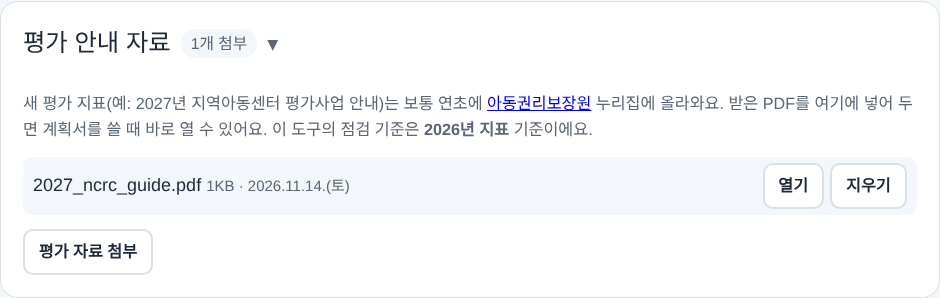 평가 안내 자료 1개 첨부 ▼
새 평가 지표(예: 2027년 지역아동센터 평가사업 안내)는 보통 연초에 아동권리보장원 누리집에 올라와요. 받은 PDF를 여기에 넣어 두
면 계획서를 쓸 때 바로 열 수 있어요. 이 도구의 점검 기준은 2026년 지표 기준이에요.
2027_ncrc_guide.pdf 1KB · 2026.11.14.(토) 열기 지우기
평가 자료 첨부